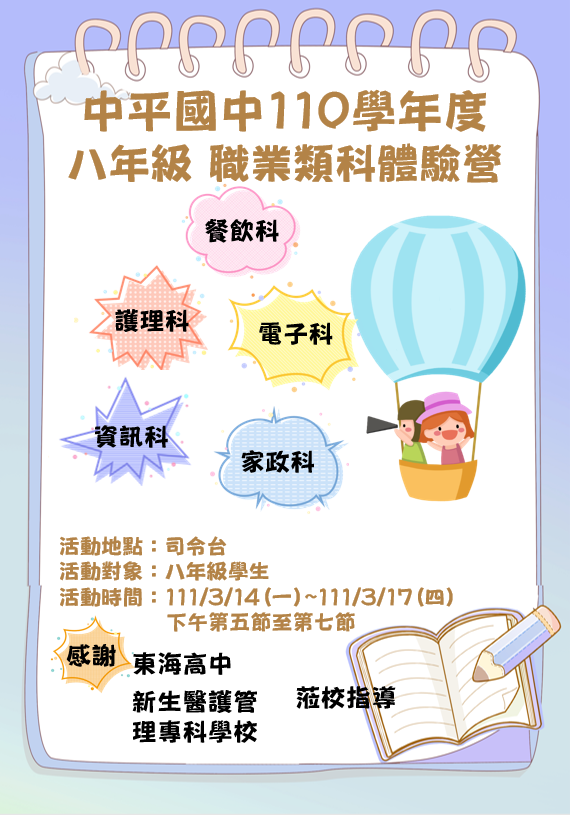 中平國中110學年度
八年級 職業類科體驗營
餐飲科
護理科
電子科
資訊科
家政科
活動地點：司令台
活動對象：八年級學生
活動時間：111/3/14(一)~111/3/17(四)
下午第五節至第七節
感謝
東海高中
新生醫護管
理專科學校
蒞校指導